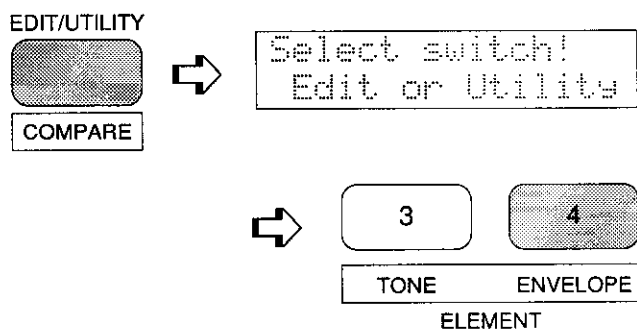 EDIT/UTILITY
COMPARE
Select switch!
Edit or Utility
3
4
TONE ENVELOPE
ELEMENT